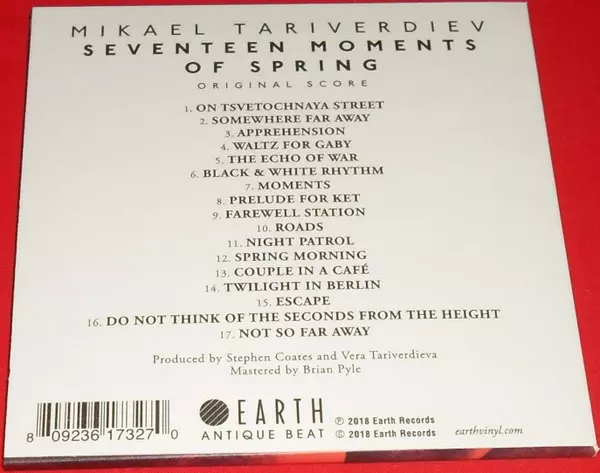 MIKAEL TARIVERDIEV
SEVENTEEN MOMENTS
OF SPRING
ORIGINAL SCORE
1. ON TSVETOCHNAYA STREET
2. SOMEWHERE FAR AWAY
3. APPREHENSION
4. WALTZ FOR GABY
5. THE ECHO OF WAR
6. BLACK & WHITE RHYTHM
7. MOMENTS
8. PRELUDE FOR KET
9. FAREWELL STATION
10. ROADS
11. NIGHT PATROL
12. SPRING MORNING
13. COUPLE IN A CAFÉ
14. TWILIGHT IN BERLIN
15. ESCAPE
16. DO NOT THINK OF THE SECONDS FROM THE HEIGHT
17. NOT SO FAR AWAY
Produced by Stephen Coates and Vera Tariverdieva
Mastered by Brian Pyle
8 09236 17327 0
EARTH
ANTIQUE BEAT
℗ 2018 Earth Records
© 2018 Earth Records
earthvinyl.com